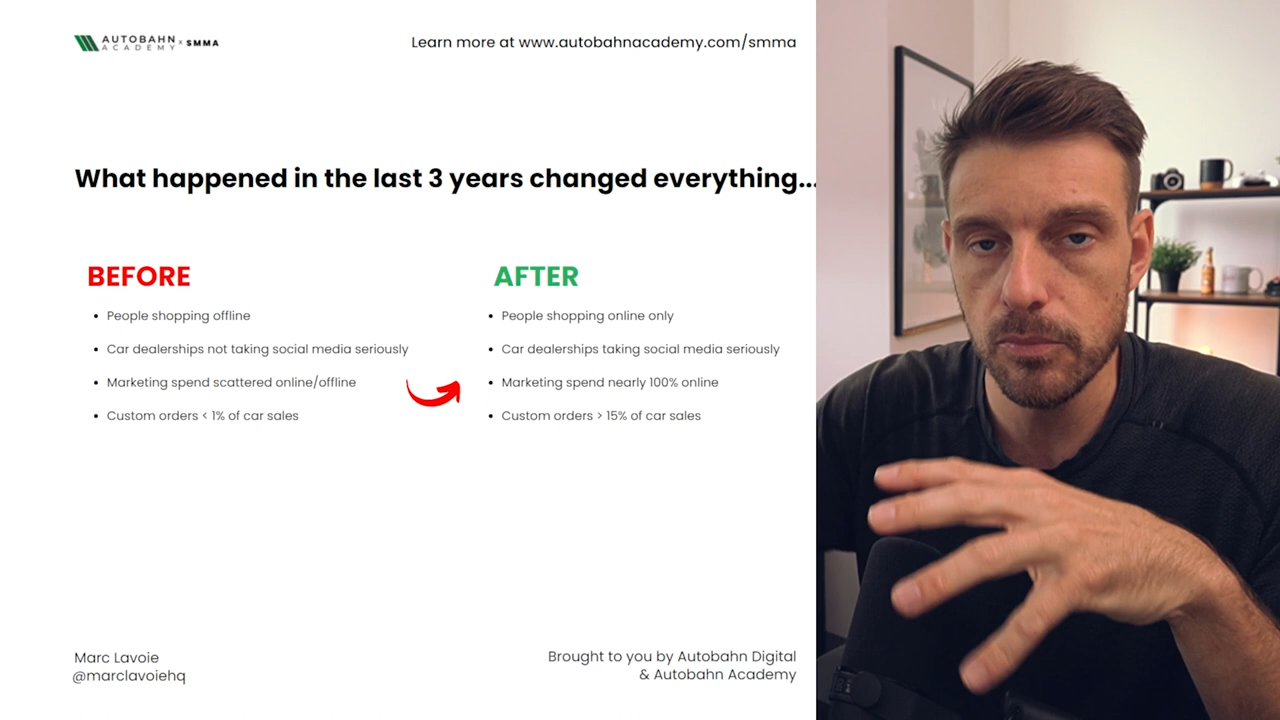 AUTOBAHN
ACADEMY x SMMA
Learn more at www.autobahnacademy.com/smma
What happened in the last 3 years changed everything...
BEFORE
• People shopping offline
• Car dealerships not taking social media seriously
• Marketing spend scattered online/offline
• Custom orders < 1% of car sales
AFTER
• People shopping online only
• Car dealerships taking social media seriously
• Marketing spend nearly 100% online
• Custom orders > 15% of car sales
Marc Lavoie
@marclavoiehq
Brought to you by Autobahn Digital
& Autobahn Academy